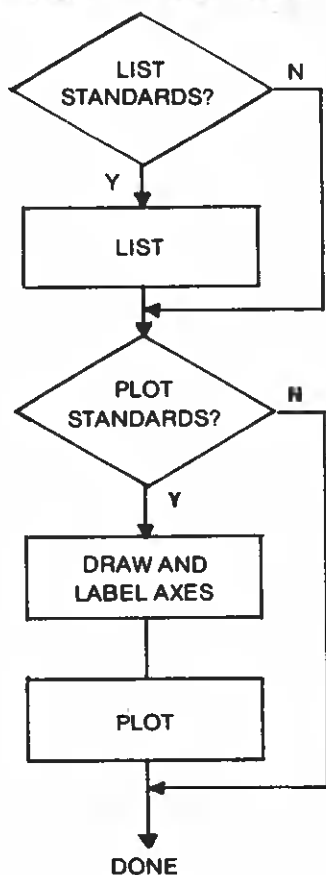 LIST
STANDARDS?
N
Y
LIST
PLOT
STANDARDS?
N
Y
DRAW AND
LABEL AXES
PLOT
DONE